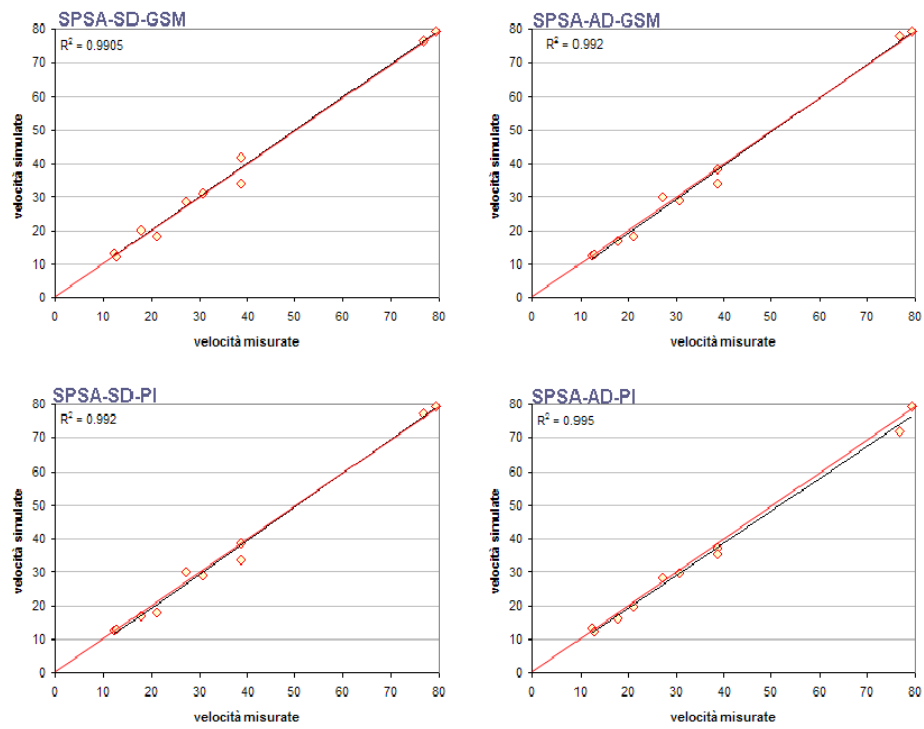 SPSA-SD-GSM
R² = 0.9905
velocità simulate
80
70
60
50
40
30
20
10
0
0 10 20 30 40 50 60 70 80
velocità misurate
SPSA-AD-GSM
R² = 0.992
velocità simulate
80
70
60
50
40
30
20
10
0
0 10 20 30 40 50 60 70 80
velocità misurate
SPSA-SD-PI
R² = 0.992
velocità simulate
80
70
60
50
40
30
20
10
0
0 10 20 30 40 50 60 70 80
velocità misurate
SPSA-AD-PI
R² = 0.995
velocità simulate
80
70
60
50
40
30
20
10
0
0 10 20 30 40 50 60 70 80
velocità misurate